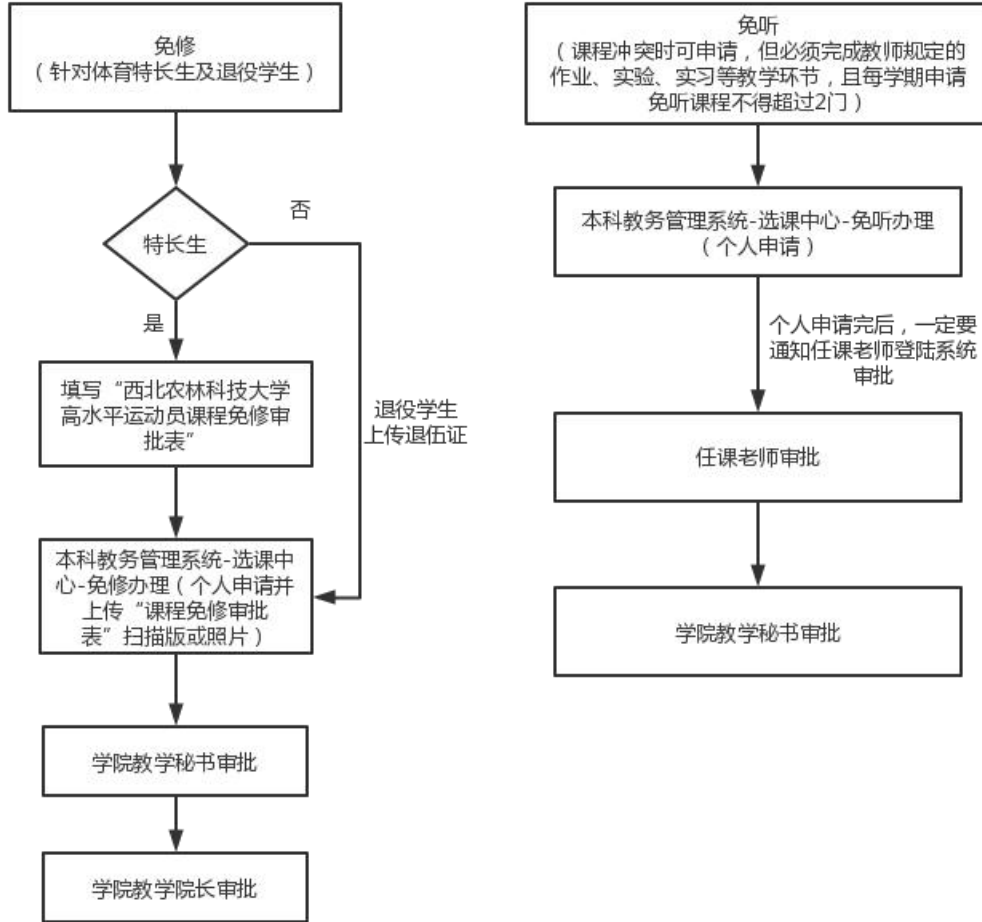 免修
（针对体育特长生及退役学生）
特长生
否
是
填写“西北农林科技大学
高水平运动员课程免修审
批表”
退役学生
上传退伍证
本科教务管理系统-选课中
心-免修办理（个人申请并
上传“课程免修审批
表”扫描版或照片）
学院教学秘书审批
学院教学院长审批
免听
（课程冲突时可申请，但必须完成教师规定的
作业、实验、实习等教学环节，且每学期申请
免听课程不得超过2门）
本科教务管理系统-选课中心-免听办理
（个人申请）
个人申请完后，一定要
通知任课老师登陆系统
审批
任课老师审批
学院教学秘书审批